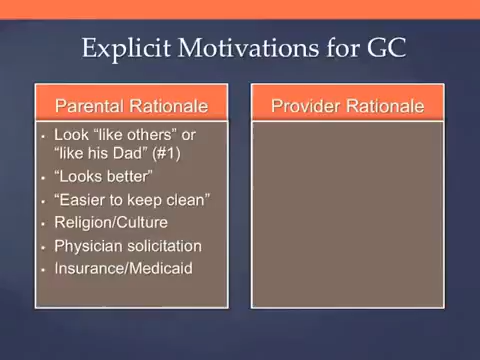 Explicit Motivations for GC
Parental Rationale
• Look “like others” or
“like his Dad” (#1)
• “Looks better”
• “Easier to keep clean”
• Religion/Culture
• Physician solicitation
• Insurance/Medicaid
Provider Rationale